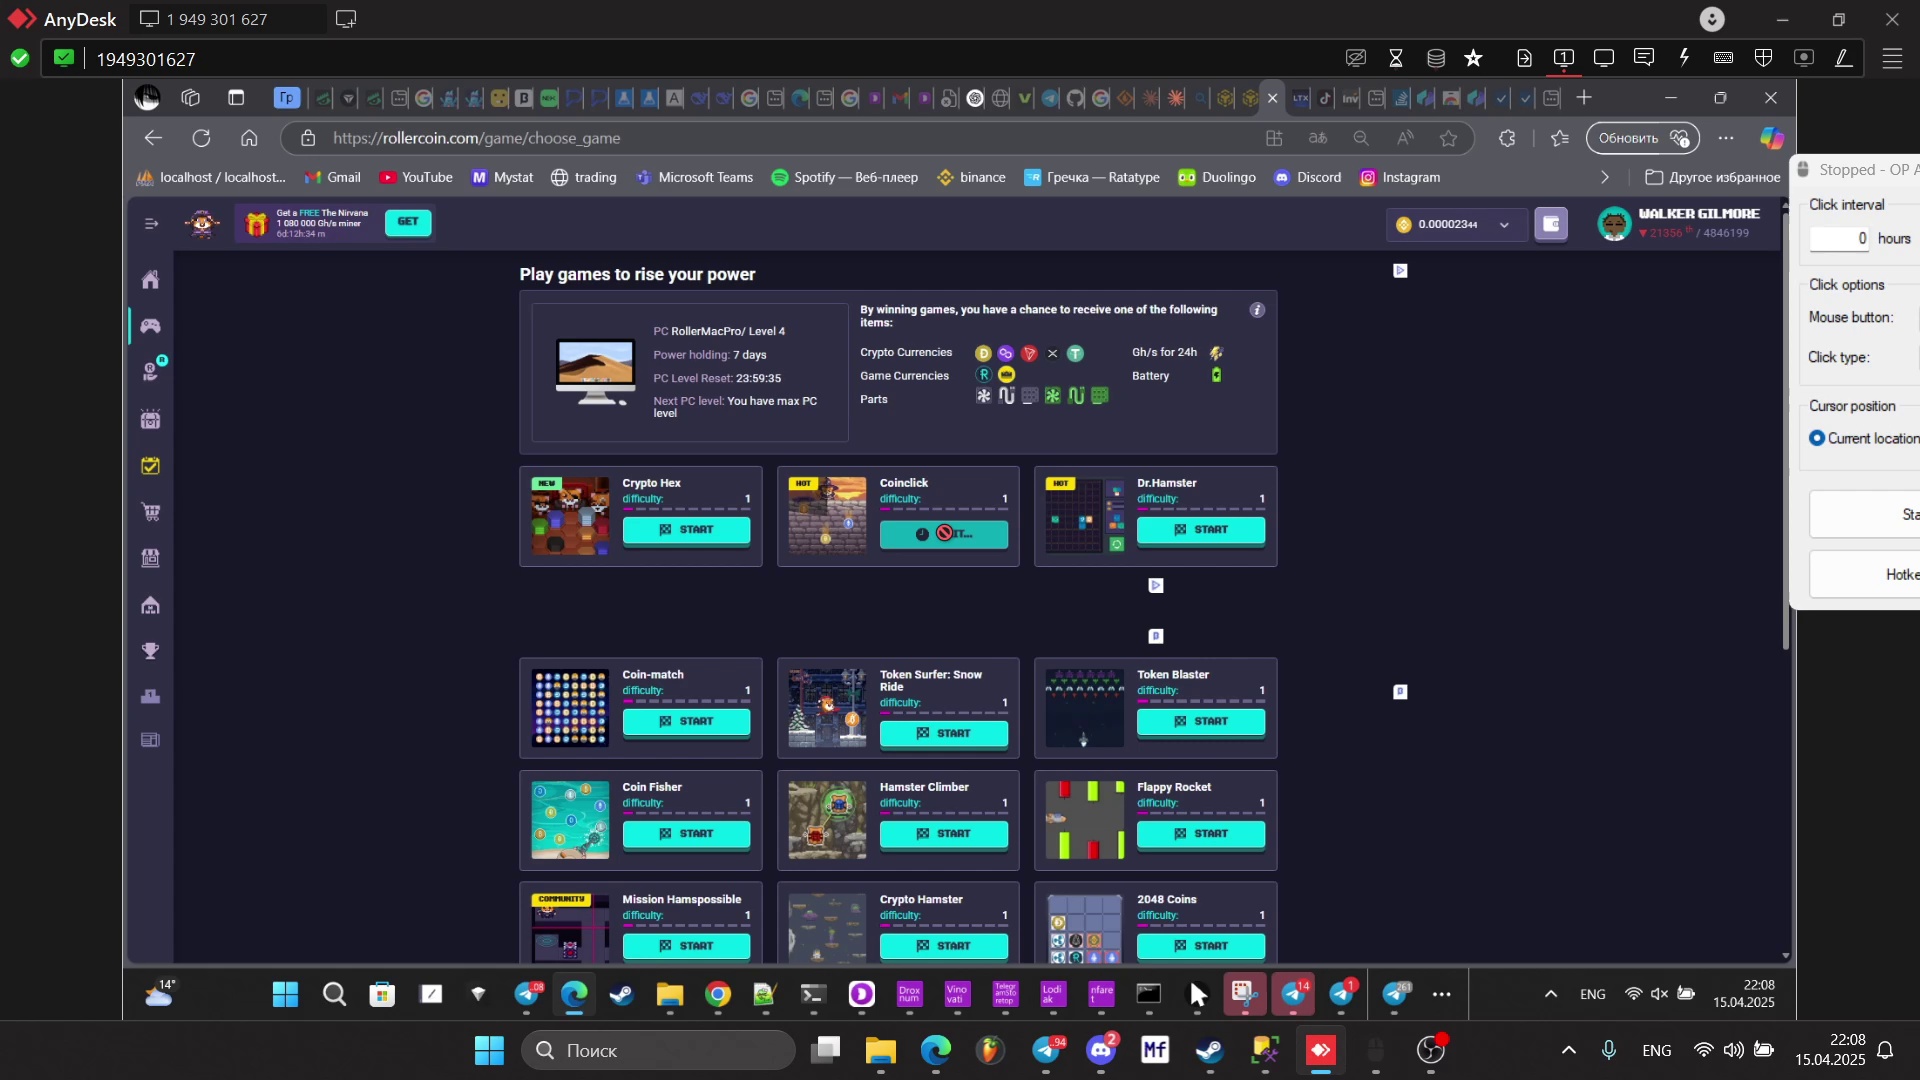 AnyDesk
1 949 301 627
1949301627
Гр
https://rollercoin.com/game/choose_game
Обновить
localhost / localhost...
Gmail
YouTube
Mystat
trading
Microsoft Teams
Spotify — Веб-плеер
binance
Гречка — Ratatype
Duolingo
Discord
Instagram
Другое избранное
Stopped - OP A
Click interval
0 hours
Click options
Mouse button:
Click type:
Cursor position
Current location
Sta
Hotke
Get a FREE The Nirvana
1 080 000 Gh/s miner
6d:12h:34 m
GET
0.00002344
WALKER GILMORE
21356 th / 4846199
Play games to rise your power
PC RollerMacPro/ Level 4
Power holding: 7 days
PC Level Reset: 23:59:35
Next PC level: You have max PC
level
By winning games, you have a chance to receive one of the following
items:
Crypto Currencies
Gh/s for 24h
Game Currencies
Battery
Parts
NEW
Crypto Hex
difficulty: 1
START
HOT
Coinclick
difficulty: 1
IT...
HOT
Dr.Hamster
difficulty: 1
START
Coin-match
difficulty: 1
START
Token Surfer: Snow
Ride
difficulty: 1
START
Token Blaster
difficulty: 1
START
Coin Fisher
difficulty: 1
START
Hamster Climber
difficulty: 1
START
Flappy Rocket
difficulty: 1
START
COMMUNITY
Mission Hamspossible
difficulty: 1
START
Crypto Hamster
difficulty: 1
START
2048 Coins
difficulty: 1
START
14°
ENG
22:08
15.04.2025
Поиск
ENG
22:08
15.04.2025